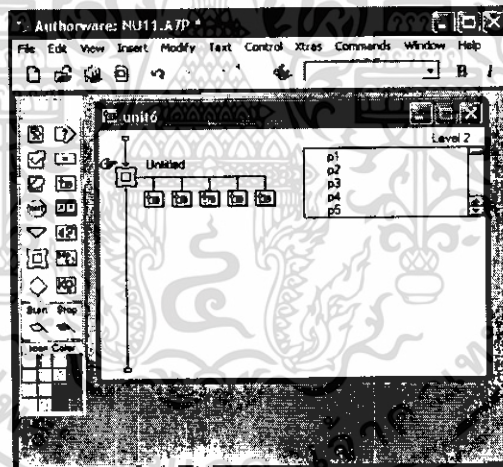 Authorware: NU11.A7P *
File Edit View Insert Modify Text Control Xtras Commands Window Help
B I
unit6
Level 2
Untitled
p1
p2
p3
p4
p5
Start Stop
Icon Color